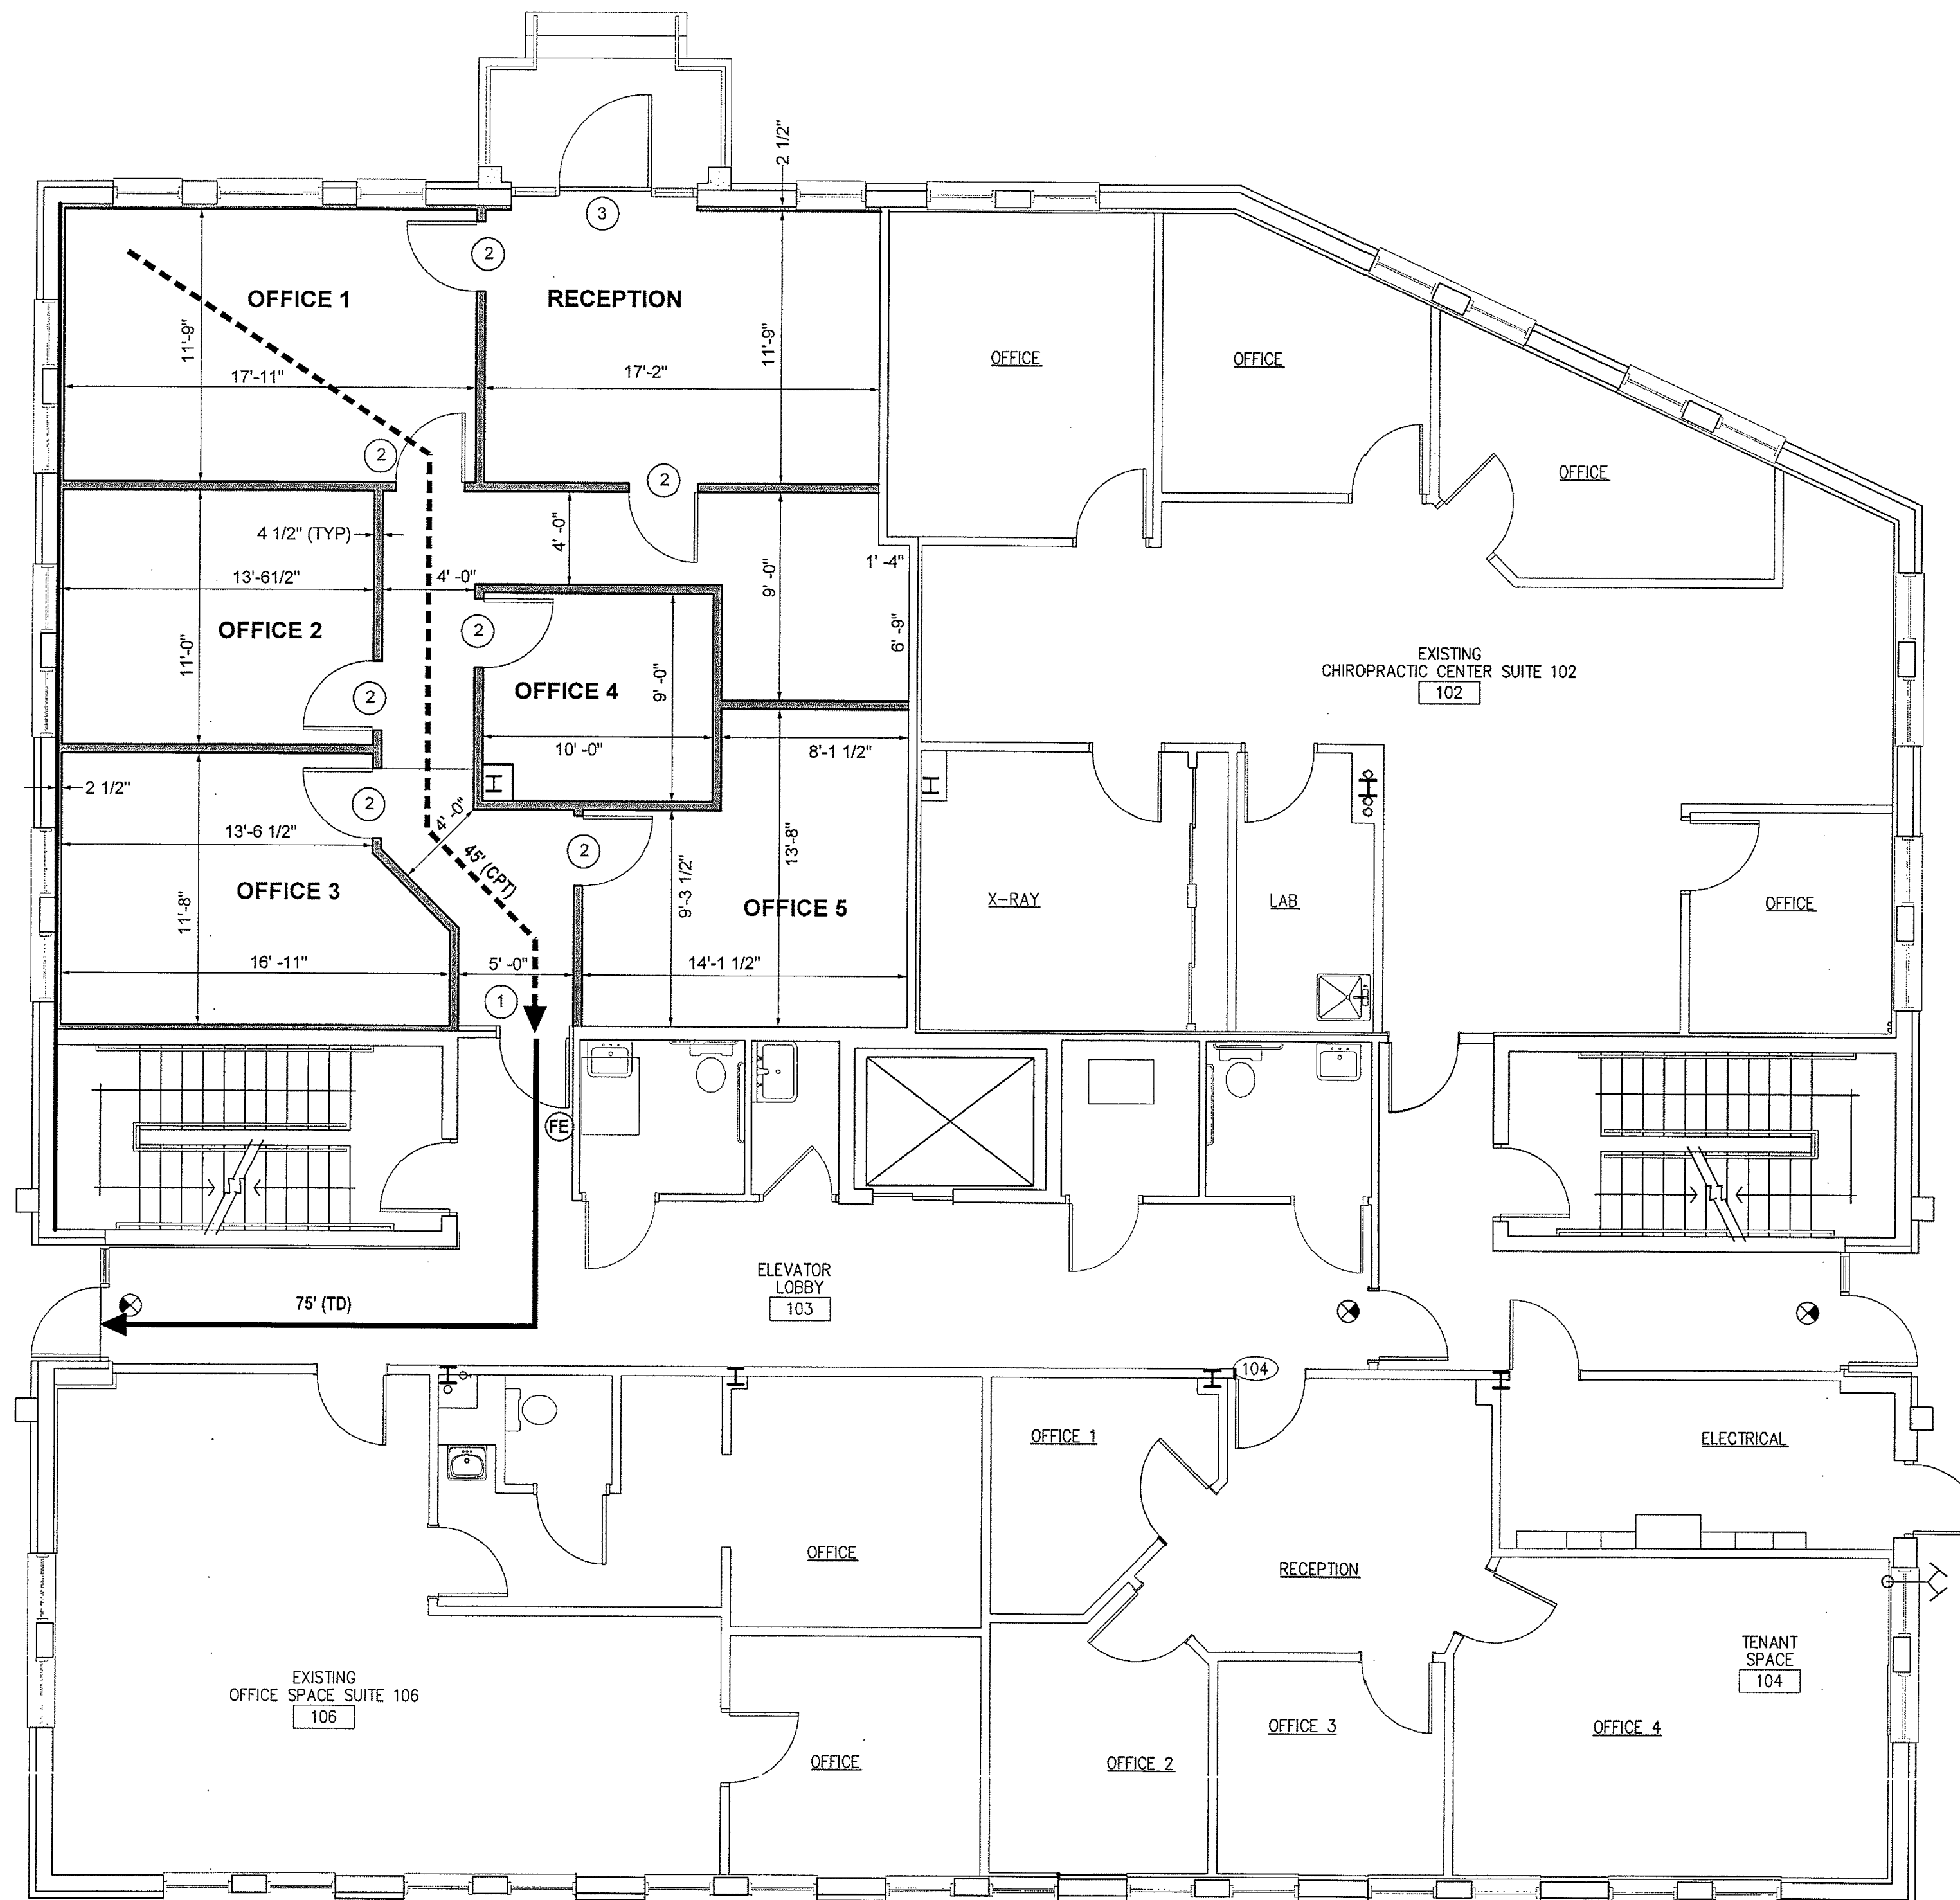 2 1/2"
3
2
OFFICE 1
RECEPTION
11'-9"
17'-11"
17'-2"
11'-9"
OFFICE
OFFICE
OFFICE
2
2
4 1/2" (TYP)
4' -0"
1' -4"
13'-61/2"
4' -0"
9' -0"
OFFICE 2
11'-0"
2
OFFICE 4
9' -0"
6' -9"
EXISTING
CHIROPRACTIC CENTER SUITE 102
102
2
10' -0"
8'-1 1/2"
2 1/2"
2
4' -0"
13'-6 1/2"
45' (CPT)
2
13'-8"
OFFICE 3
11'-8"
9'-3 1/2"
OFFICE 5
X-RAY
LAB
OFFICE
16' -11"
5' -0"
14'-1 1/2"
1
FE
ELEVATOR
LOBBY
103
75' (TD)
104
OFFICE 1
ELECTRICAL
OFFICE
RECEPTION
EXISTING
OFFICE SPACE SUITE 106
106
TENANT
SPACE
104
OFFICE
OFFICE 2
OFFICE 3
OFFICE 4